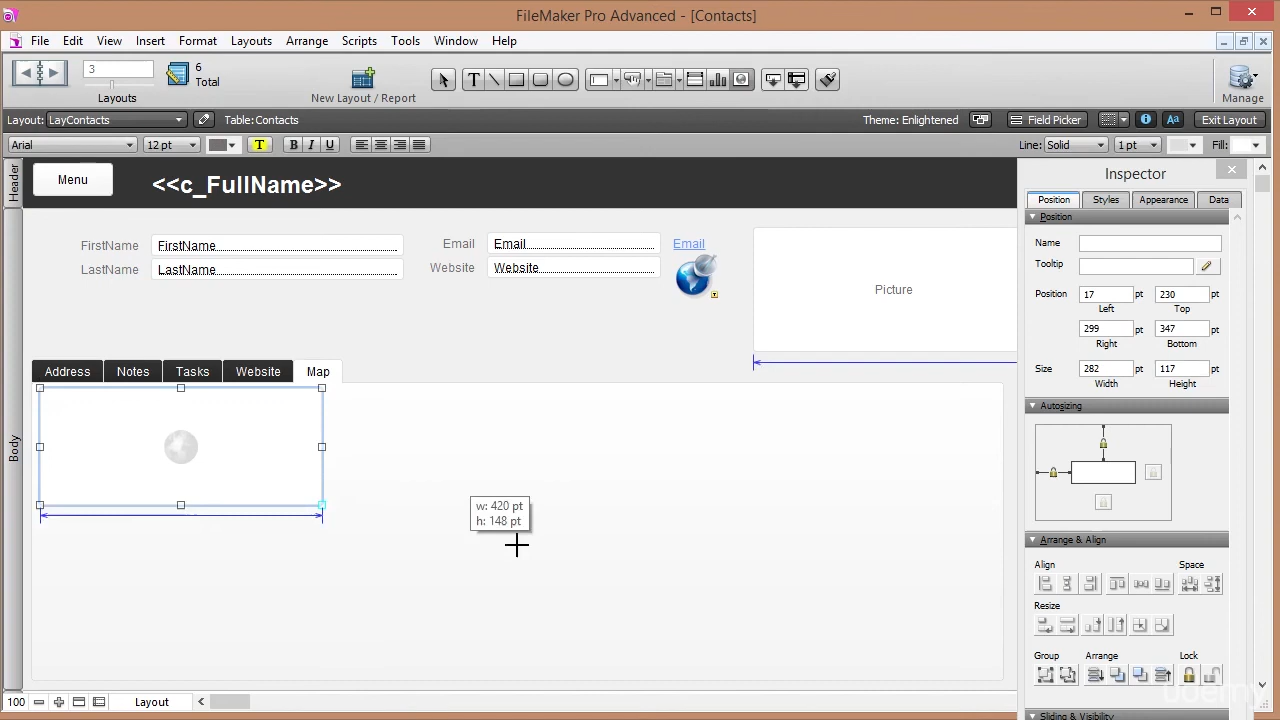 FileMaker Pro Advanced - [Contacts]
File Edit View Insert Format Layouts Arrange Scripts Tools Window Help
3
6
Total
Layouts
New Layout / Report
Manage
Layout: LayContacts Table: Contacts Theme: Enlightened Field Picker Aa Exit Layout
Arial 12 pt T B I U Line: Solid 1 pt Fill:
Header
Menu
<<c_FullName>>
FirstName FirstName
LastName LastName
Email Email Email
Website Website
Picture
Address Notes Tasks Website Map
w: 420 pt
h: 148 pt
Body
100 Layout
Inspector
Position Styles Appearance Data
Position
Name
Tooltip
Position 17 pt 230 pt
Left Top
299 pt 347 pt
Right Bottom
Size 282 pt 117 pt
Width Height
Autosizing
Arrange & Align
Align Space
Resize
Group Arrange Lock
Sliding & Visibility
udemy